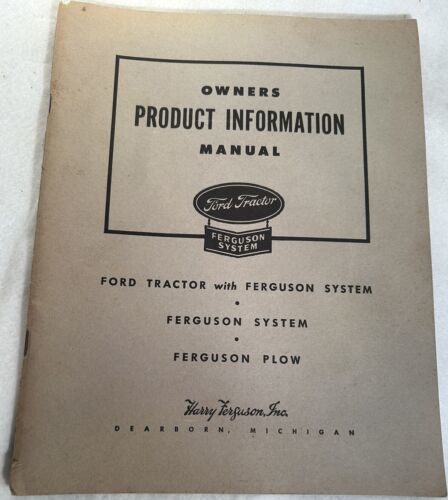 OWNERS
PRODUCT INFORMATION
MANUAL
Ford Tractor
FERGUSON
SYSTEM
FORD TRACTOR with FERGUSON SYSTEM
•
FERGUSON SYSTEM
•
FERGUSON PLOW
Harry Ferguson, Inc.
DEARBORN, MICHIGAN